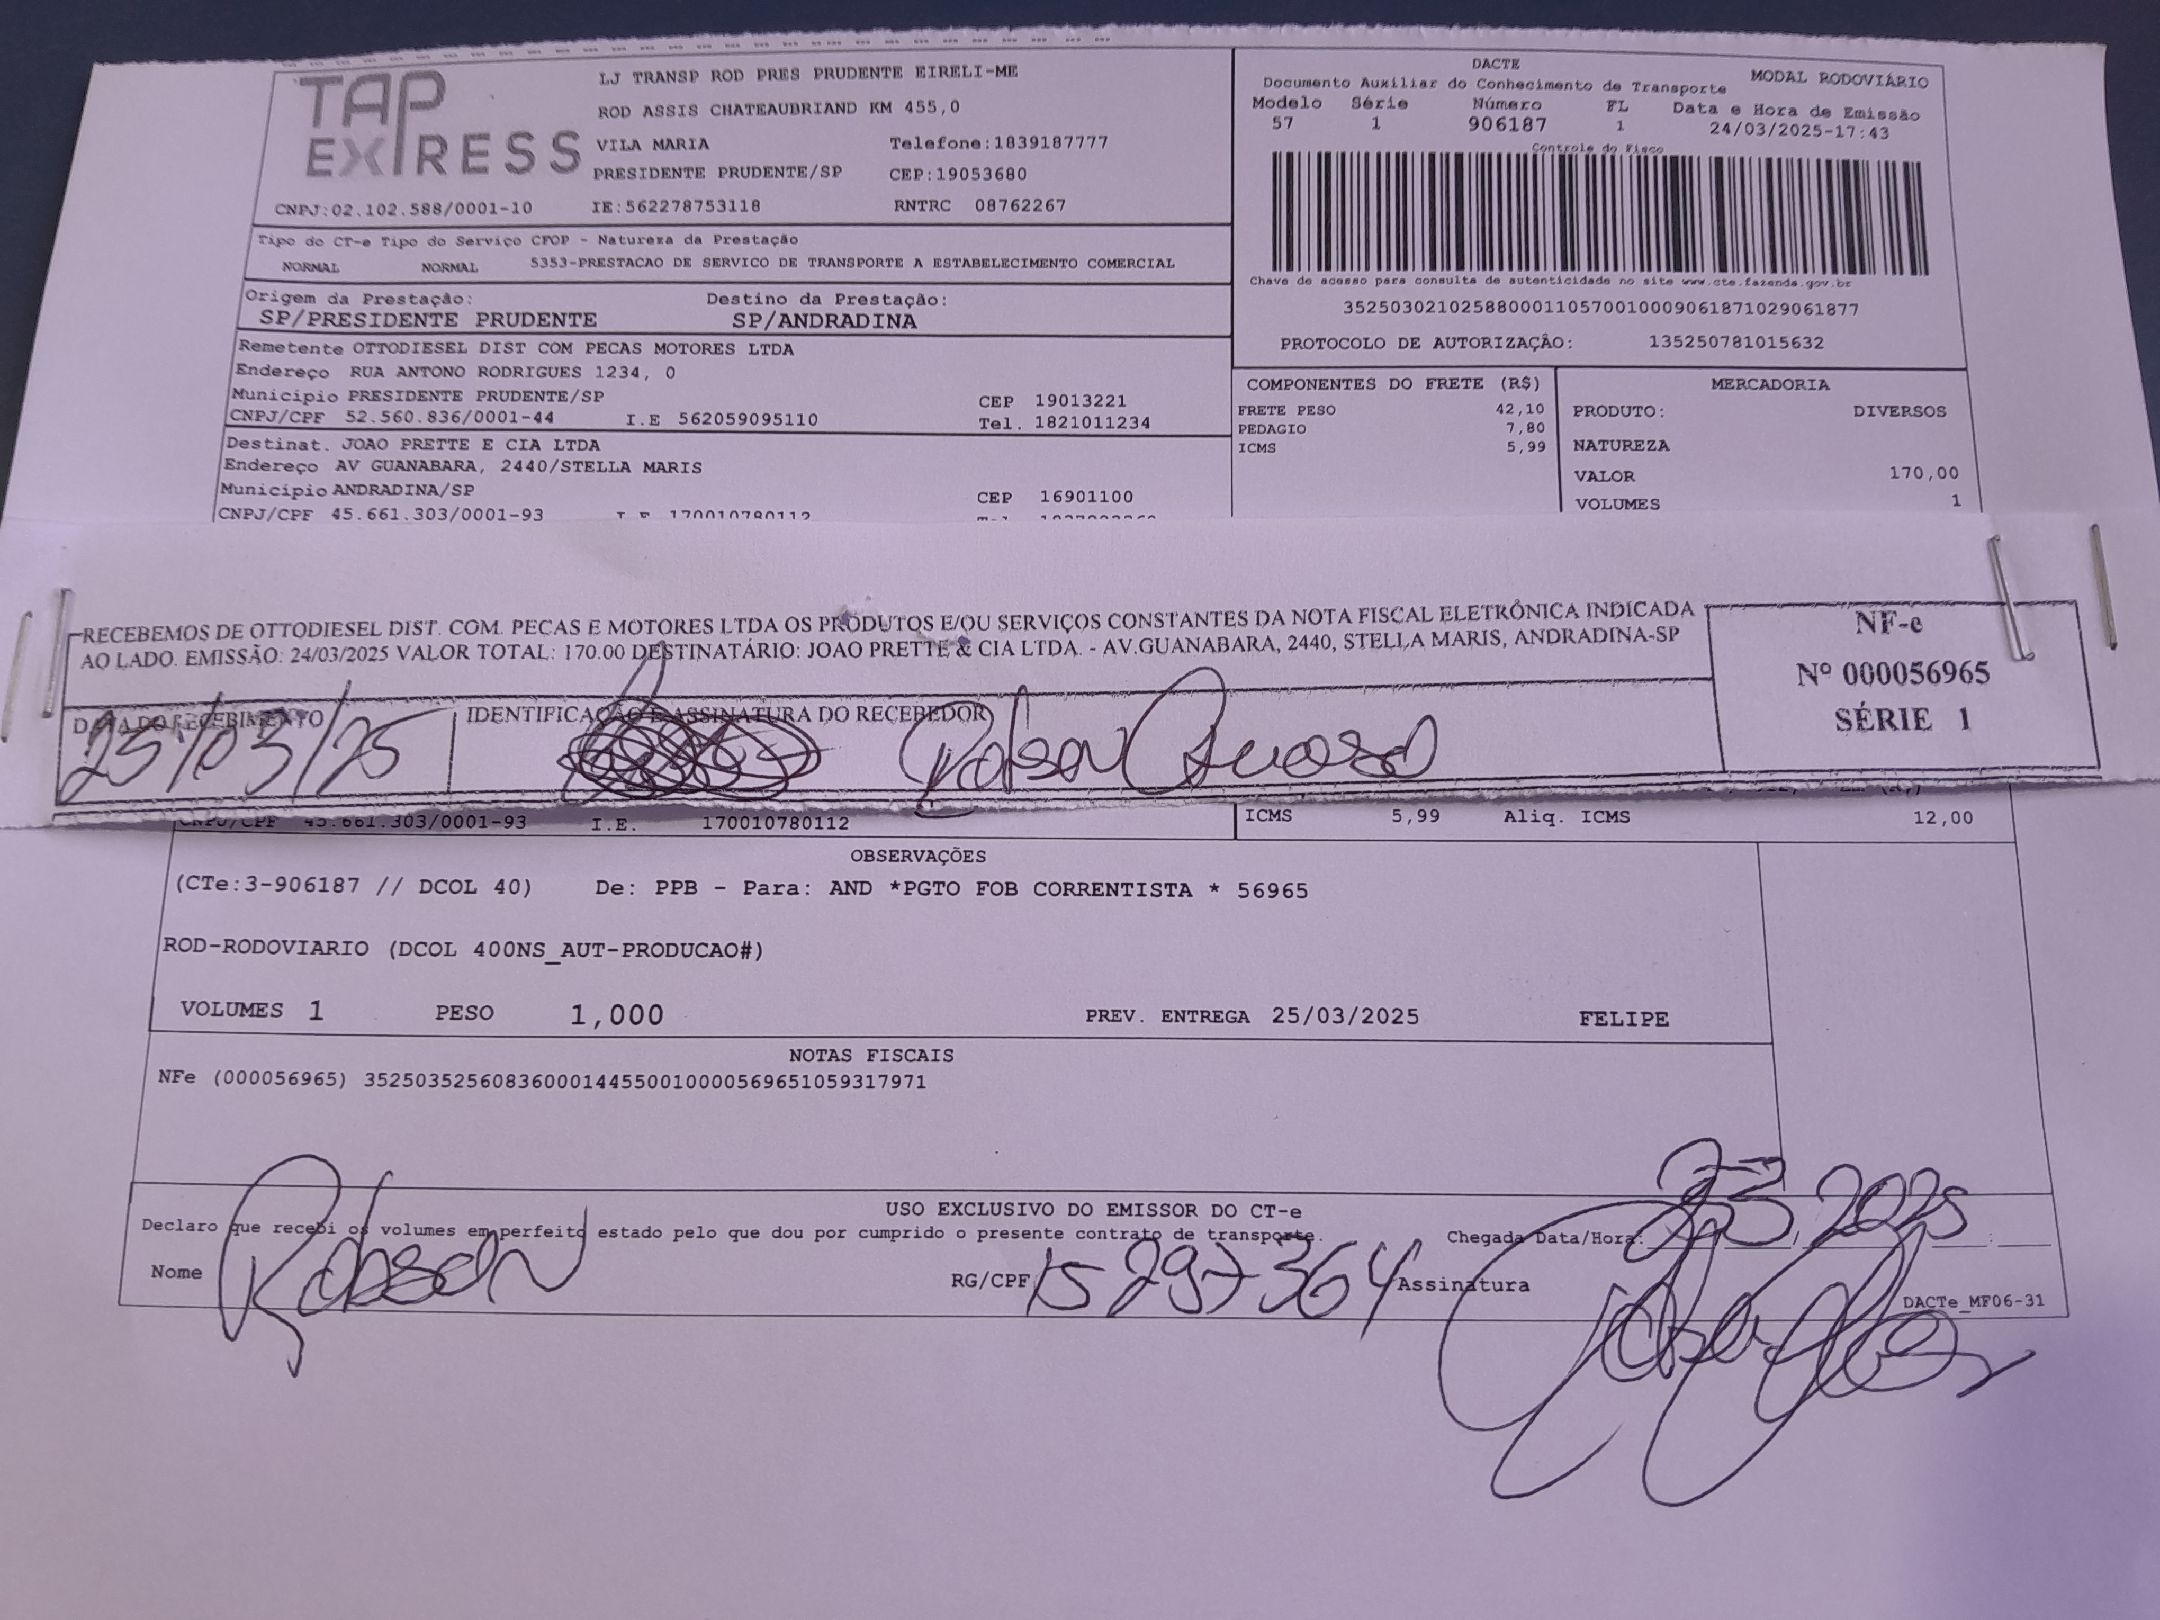 TAP EXPRESS
LJ TRANSP ROD PRES PRUDENTE EIRELI-ME
ROD ASSIS CHATEAUBRIAND KM 455,0
VILA MARIA Telefone:1839187777
PRESIDENTE PRUDENTE/SP CEP:19053680
CNPJ:02.102.588/0001-10 IE:562278753118 RNTRC 08762267
DACTE
Documento Auxiliar do Conhecimento de Transporte MODAL RODOVIÁRIO
Modelo Série Número FL Data e Hora de Emissão
57 1 906187 1 24/03/2025-17:43
Controle do Fisco
Chave de acesso para consulta de autenticidade no site www.cte.fazenda.gov.br
35250302102588000110570010009061871029061877
PROTOCOLO DE AUTORIZAÇÃO: 135250781015632
Tipo do CT-e Tipo do Serviço CFOP - Natureza da Prestação
NORMAL NORMAL 5353-PRESTACAO DE SERVICO DE TRANSPORTE A ESTABELECIMENTO COMERCIAL
Origem da Prestação: Destino da Prestação:
SP/PRESIDENTE PRUDENTE SP/ANDRADINA
Remetente OTTODIESEL DIST COM PECAS MOTORES LTDA
Endereço RUA ANTONO RODRIGUES 1234, 0
Município PRESIDENTE PRUDENTE/SP CEP 19013221
CNPJ/CPF 52.560.836/0001-44 I.E 562059095110 Tel. 1821011234
Destinat. JOAO PRETTE E CIA LTDA
Endereço AV GUANABARA, 2440/STELLA MARIS
Município ANDRADINA/SP CEP 16901100
CNPJ/CPF 45.661.303/0001-93 I.E 170010780112
COMPONENTES DO FRETE (R$)
FRETE PESO 42,10
PEDAGIO 7,80
ICMS 5,99
MERCADORIA
PRODUTO: DIVERSOS
NATUREZA
VALOR 170,00
VOLUMES 1
RECEBEMOS DE OTTODIESEL DIST. COM. PECAS E MOTORES LTDA OS PRODUTOS E/OU SERVIÇOS CONSTANTES DA NOTA FISCAL ELETRÔNICA INDICADA
AO LADO. EMISSÃO: 24/03/2025 VALOR TOTAL: 170.00 DESTINATÁRIO: JOAO PRETTE & CIA LTDA. - AV.GUANABARA, 2440, STELLA MARIS, ANDRADINA-SP
NF-e
Nº 000056965
SÉRIE 1
DATA DO RECEBIMENTO IDENTIFICAÇÃO E ASSINATURA DO RECEBEDOR
25/03/25 Robson
CNPJ/CPF 45.661.303/0001-93 I.E. 170010780112
ICMS 5,99 Aliq. ICMS 12,00
OBSERVAÇÕES
(CTe:3-906187 // DCOL 40) De: PPB - Para: AND *PGTO FOB CORRENTISTA * 56965
ROD-RODOVIARIO (DCOL 400NS_AUT-PRODUCAO#)
VOLUMES 1 PESO 1,000 PREV. ENTREGA 25/03/2025 FELIPE
NOTAS FISCAIS
NFe (000056965) 35250352560836000144550010000569651059317971
USO EXCLUSIVO DO EMISSOR DO CT-e
Declaro que recebi os volumes em perfeito estado pelo que dou por cumprido o presente contrato de transporte.
Chegada Data/Hora: 2025
Nome Robson RG/CPF 15 297 364 Assinatura
DACTe_MF06-31